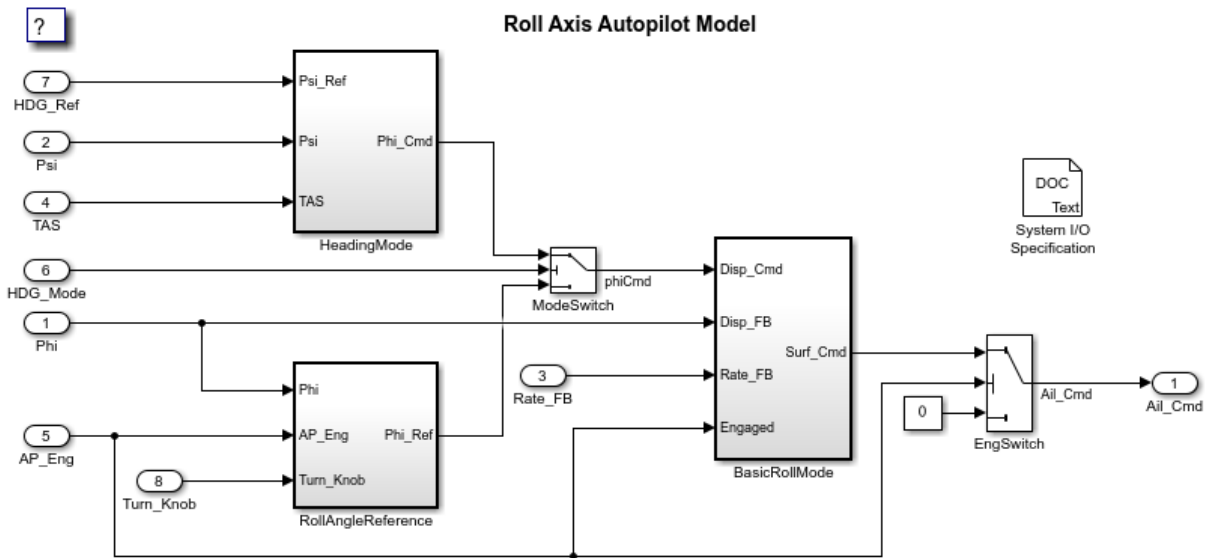 ?
Roll Axis Autopilot Model
7
HDG_Ref
2
Psi
4
TAS
Psi_Ref
Psi
TAS
Phi_Cmd
HeadingMode
6
HDG_Mode
1
Phi
ModeSwitch
phiCmd
Phi
AP_Eng
Turn_Knob
Phi_Ref
RollAngleReference
5
AP_Eng
8
Turn_Knob
3
Rate_FB
Disp_Cmd
Disp_FB
Rate_FB
Engaged
Surf_Cmd
BasicRollMode
DOC
Text
System I/O
Specification
0
EngSwitch
Ail_Cmd
1
Ail_Cmd